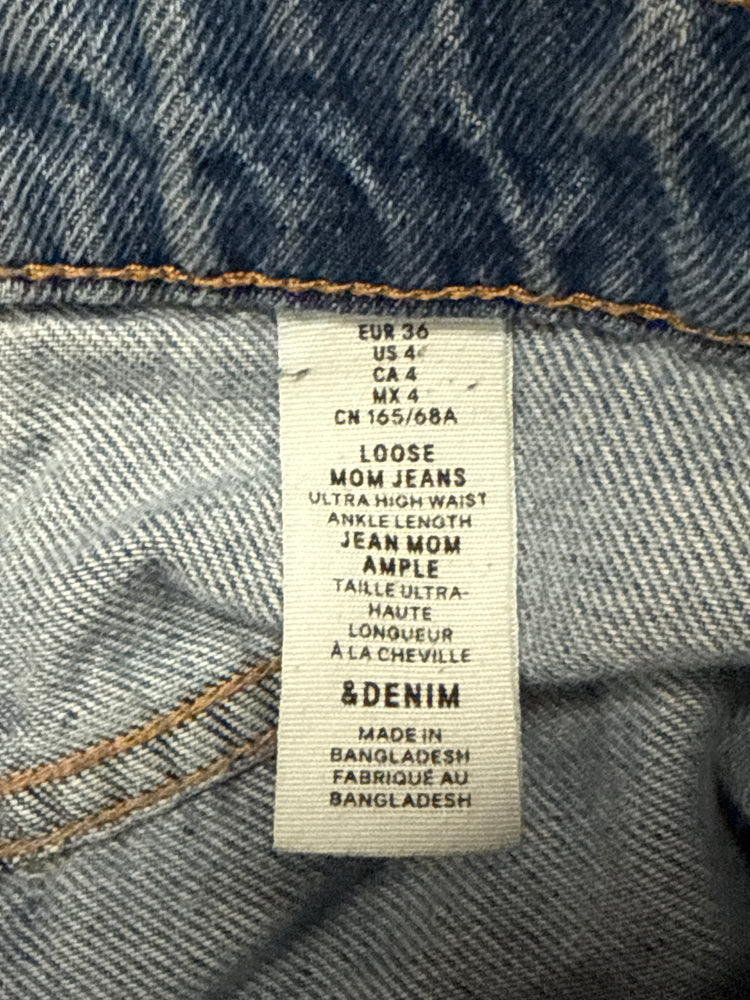 EUR 36
US 4
CA 4
MX 4
CN 165/68A
LOOSE
MOM JEANS
ULTRA HIGH WAIST
ANKLE LENGTH
JEAN MOM
AMPLE
TAILLE ULTRA-
HAUTE
LONGUEUR
À LA CHEVILLE
&DENIM
MADE IN
BANGLADESH
FABRIQUÉ AU
BANGLADESH